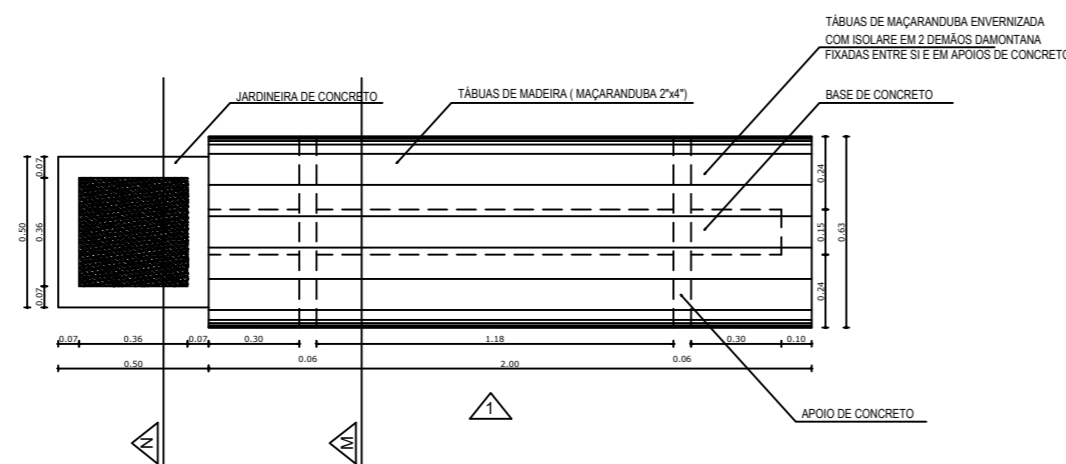 TÁBUAS DE MAÇARANDUBA ENVERNIZADA
COM ISOLARE EM 2 DEMÃOS DAMONTANA
FIXADAS ENTRE SI E EM APOIOS DE CONCRETO
JARDINEIRA DE CONCRETO
TÁBUAS DE MADEIRA ( MAÇARANDUBA 2"x4")
BASE DE CONCRETO
0.07
0.50
0.36
0.07
0.24
0.15
0.63
0.24
0.07
0.36
0.07
0.30
1.18
0.30
0.10
0.50
0.06
2.00
0.06
1
APOIO DE CONCRETO
N
M